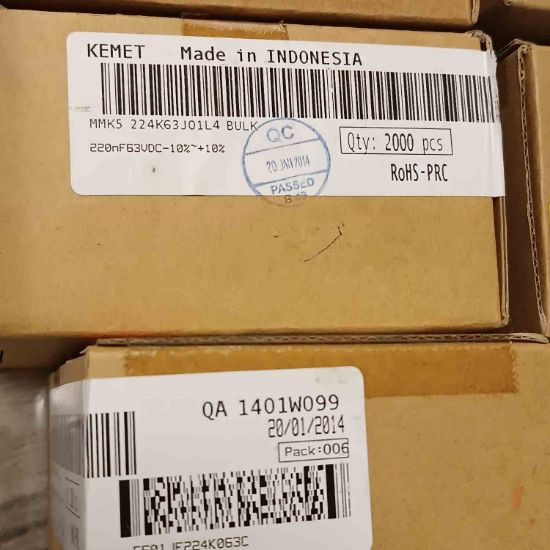 KEMET Made in INDONESIA
MMK5 224K63J01L4 BULK
220nF63VDC-10%~+10%
Qty: 2000 pcs
RoHS-PRC
QC
20 JAN 2014
PASSED
QA 1401W099
20/01/2014
Pack:006